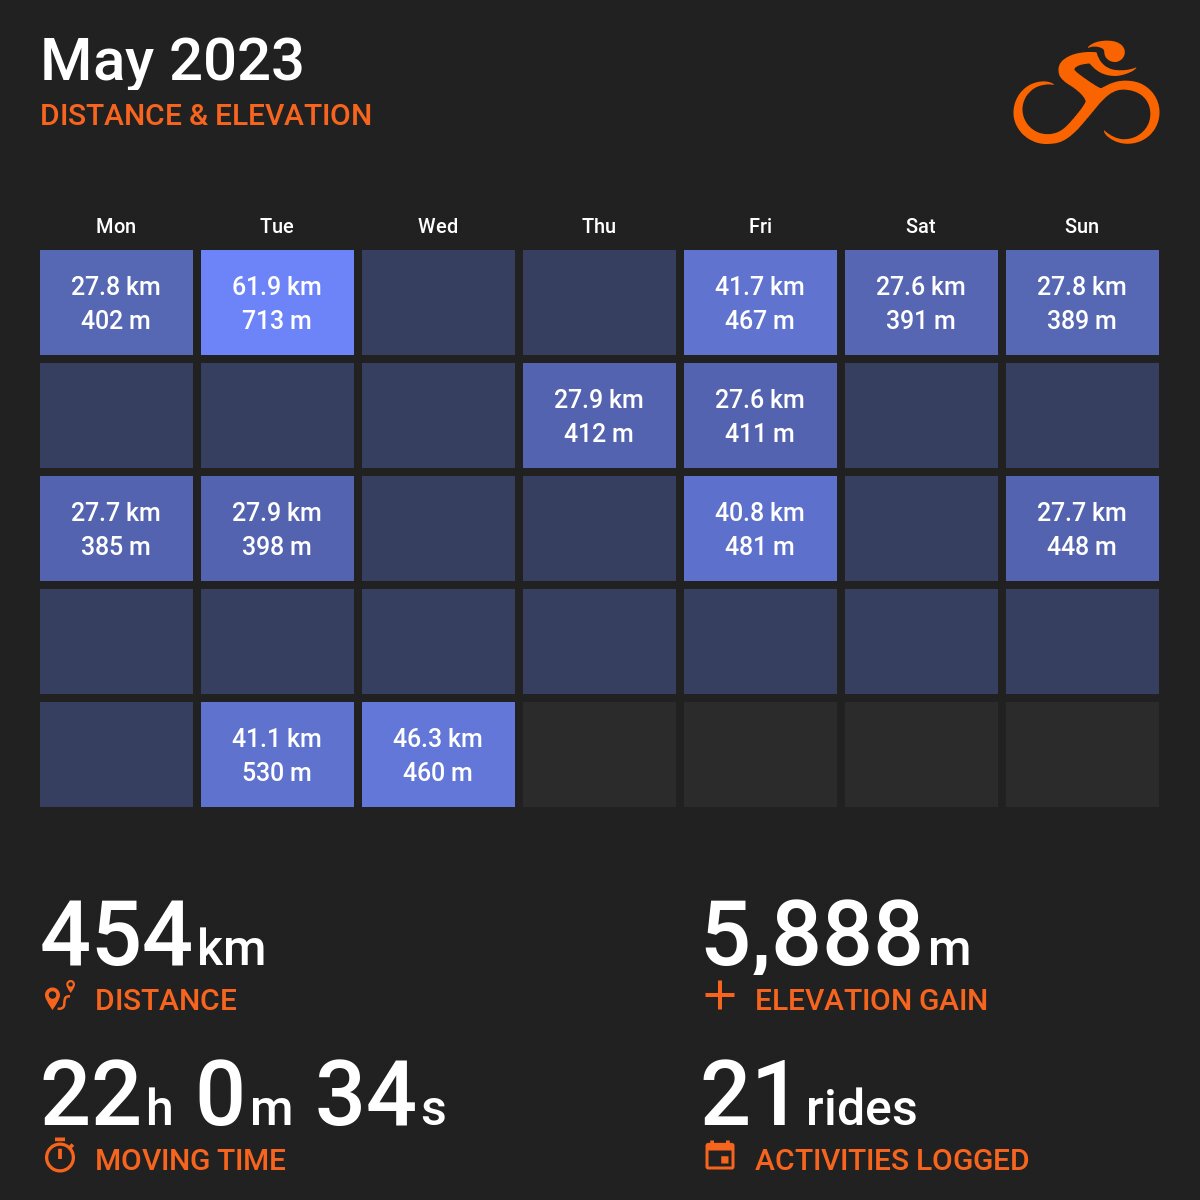 May 2023
DISTANCE & ELEVATION
Mon Tue Wed Thu Fri Sat Sun
27.8 km 61.9 km 41.7 km 27.6 km 27.8 km
402 m 713 m 467 m 391 m 389 m
27.9 km 27.6 km
412 m 411 m
27.7 km 27.9 km 40.8 km 27.7 km
385 m 398 m 481 m 448 m
41.1 km 46.3 km
530 m 460 m
454 km 5,888 m
DISTANCE ELEVATION GAIN
22h 0m 34s 21 rides
MOVING TIME ACTIVITIES LOGGED